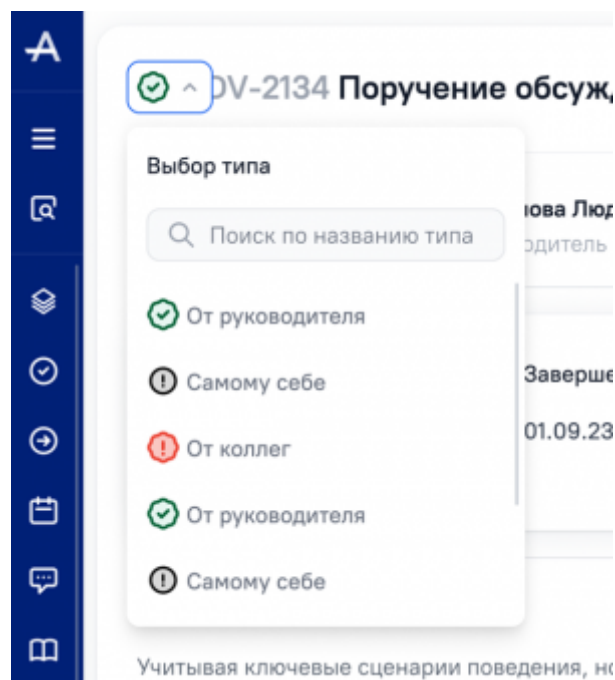 DV-2134 Поручение обсуж
Выбор типа
Поиск по названию типа
ова Люд
одитель
От руководителя
Самому себе
Заверше
От коллег
01.09.23
От руководителя
Самому себе
Учитывая ключевые сценарии поведения, но